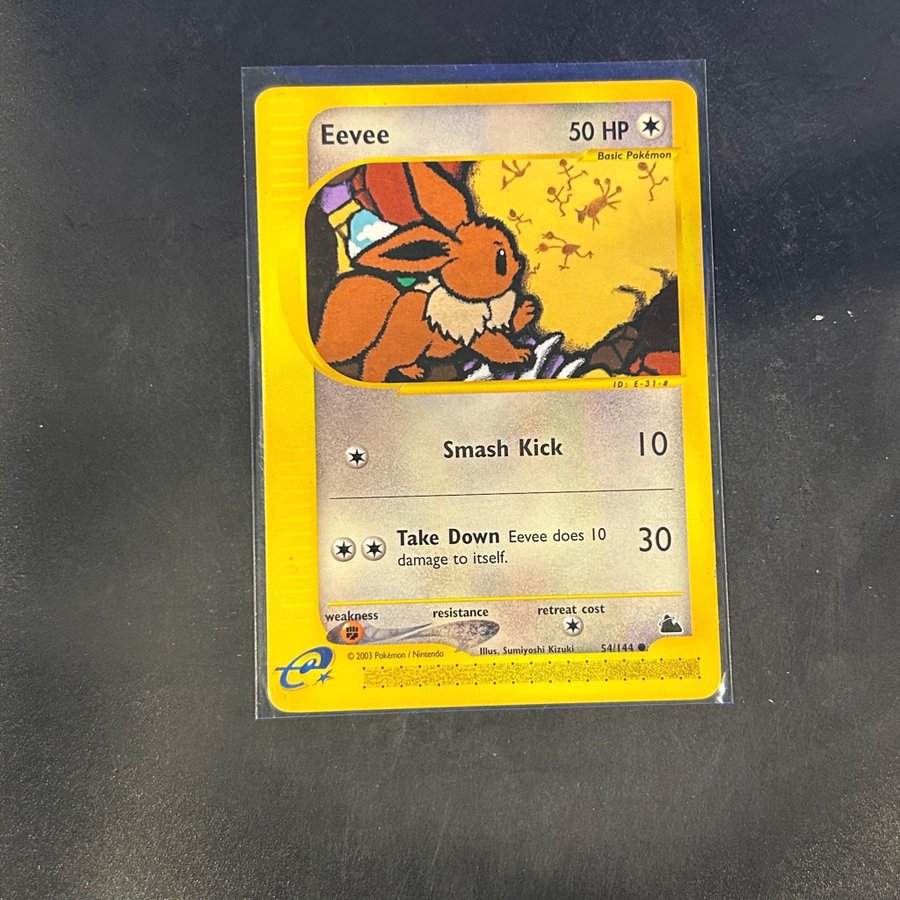 Eevee 50 HP
Basic Pokémon
ID: E-31-#
Smash Kick 10
Take Down Eevee does 10
damage to itself. 30
weakness resistance retreat cost
© 2003 Pokémon / Nintendo Illus. Sumiyoshi Kizuki 54/144 ●
e